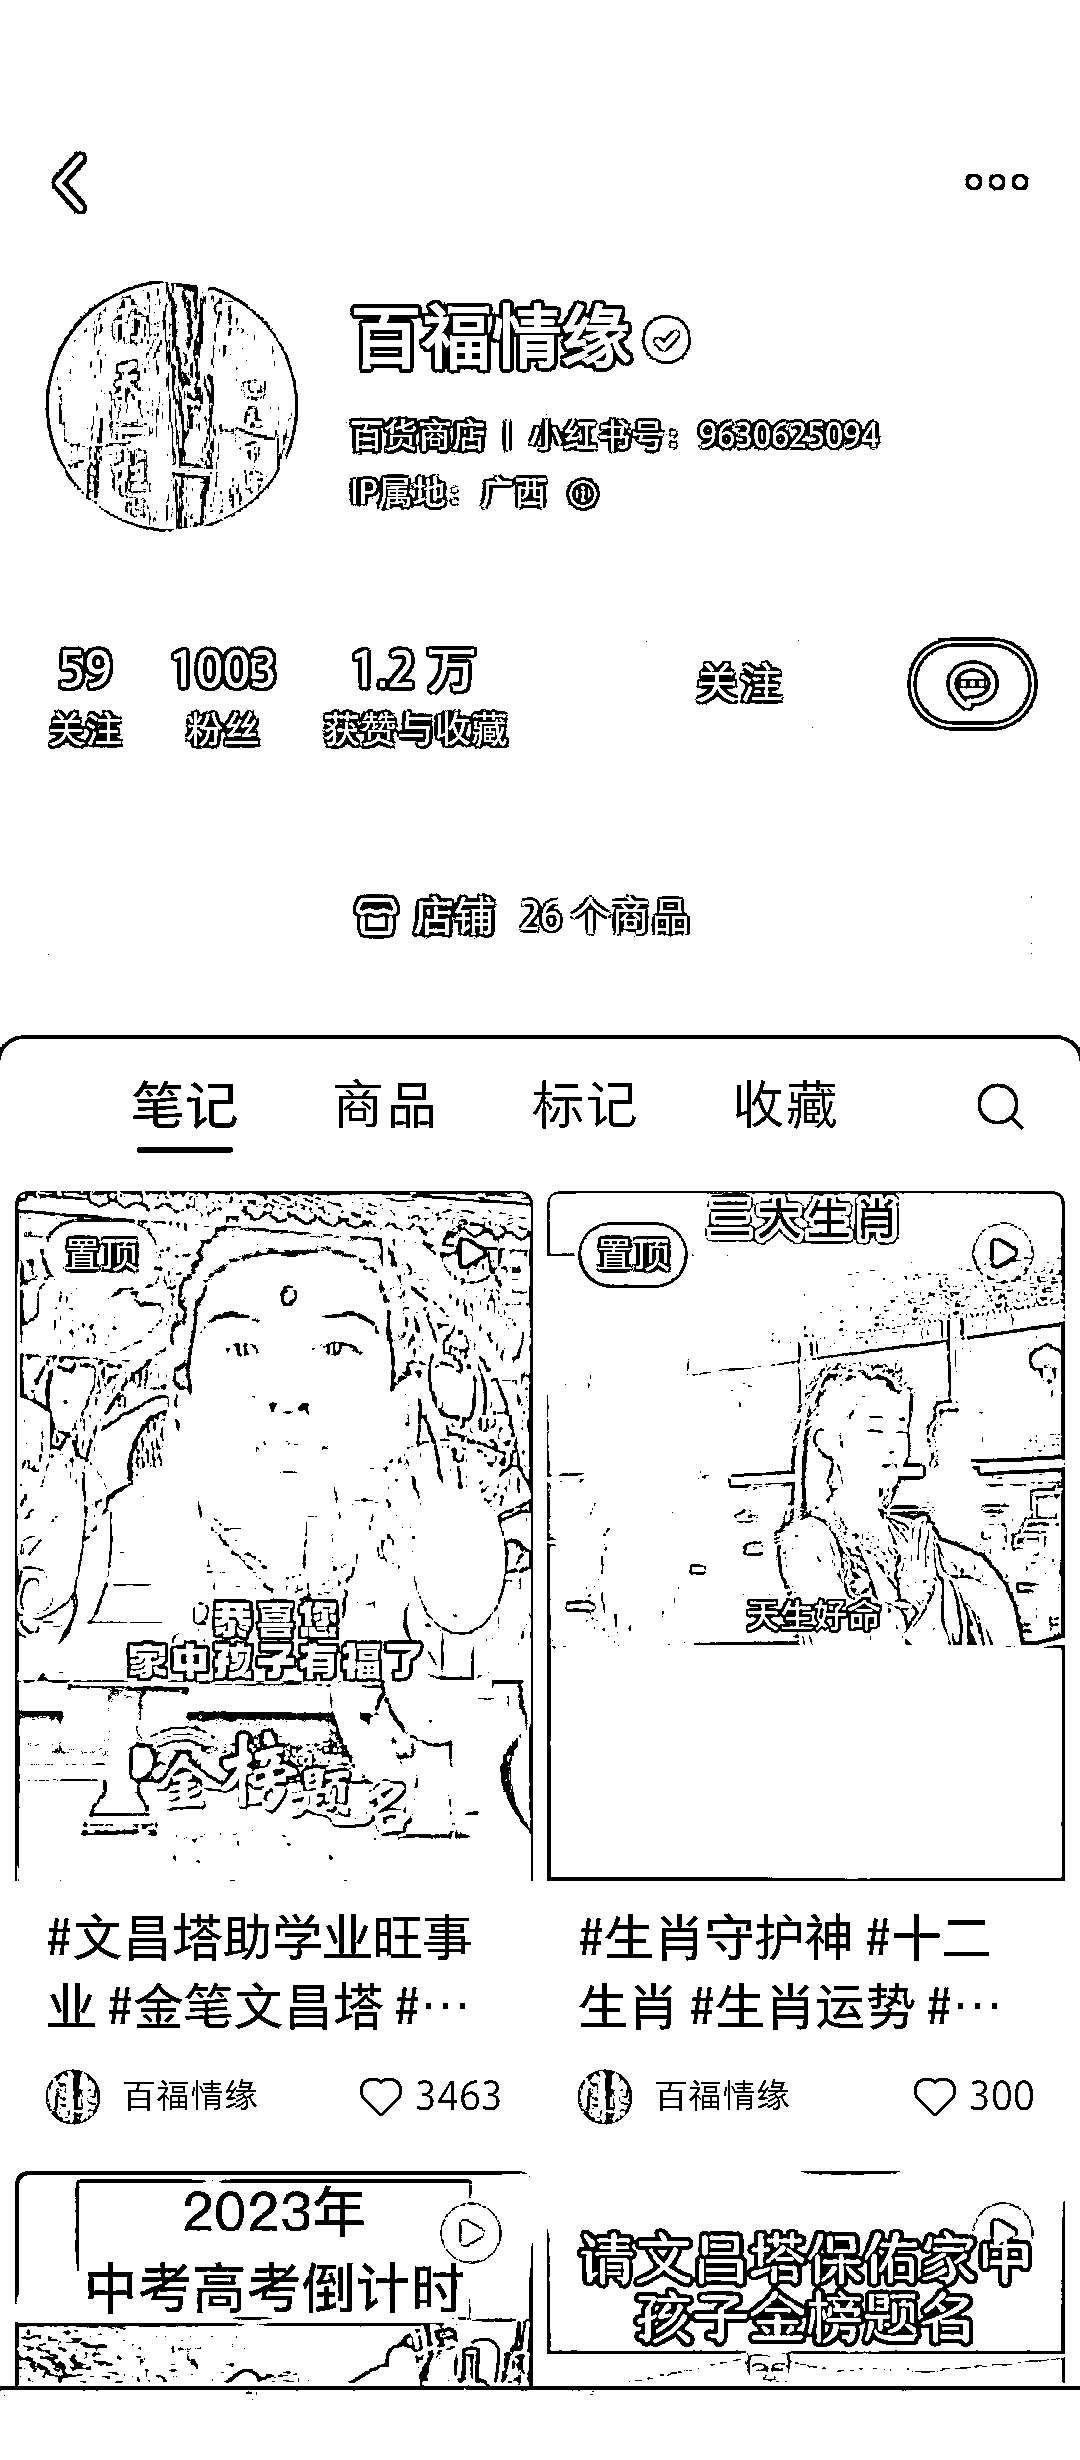 百福情缘
百货商店 | 小红书号：9630625094
IP属地：广西
59 1003 1.2 万
关注 粉丝 获赞与收藏
关注
店铺 26 个商品
笔记 商品 标记 收藏
置顶
恭喜您
家中孩子有福了
金榜题名
#文昌塔助学业旺事
业 #金笔文昌塔 #…
百福情缘 3463
三大生肖
置顶
天生好命
#生肖守护神 #十二
生肖 #生肖运势 #…
百福情缘 300
2023年
中考高考倒计时
请文昌塔保佑家中
孩子金榜题名